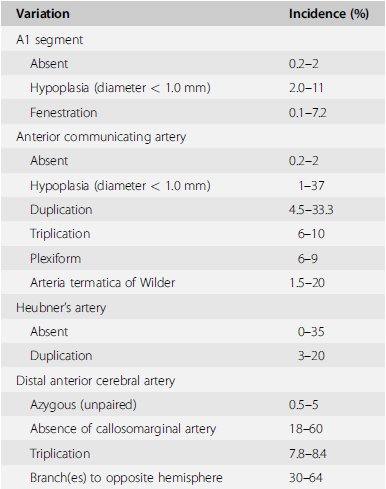 Variation Incidence (%)
A1 segment
Absent 0.2–2
Hypoplasia (diameter < 1.0 mm) 2.0–11
Fenestration 0.1–7.2
Anterior communicating artery
Absent 0.2–2
Hypoplasia (diameter < 1.0 mm) 1–37
Duplication 4.5–33.3
Triplication 6–10
Plexiform 6–9
Arteria termatica of Wilder 1.5–20
Heubner's artery
Absent 0–35
Duplication 3–20
Distal anterior cerebral artery
Azygous (unpaired) 0.5–5
Absence of callosomarginal artery 18–60
Triplication 7.8–8.4
Branch(es) to opposite hemisphere 30–64